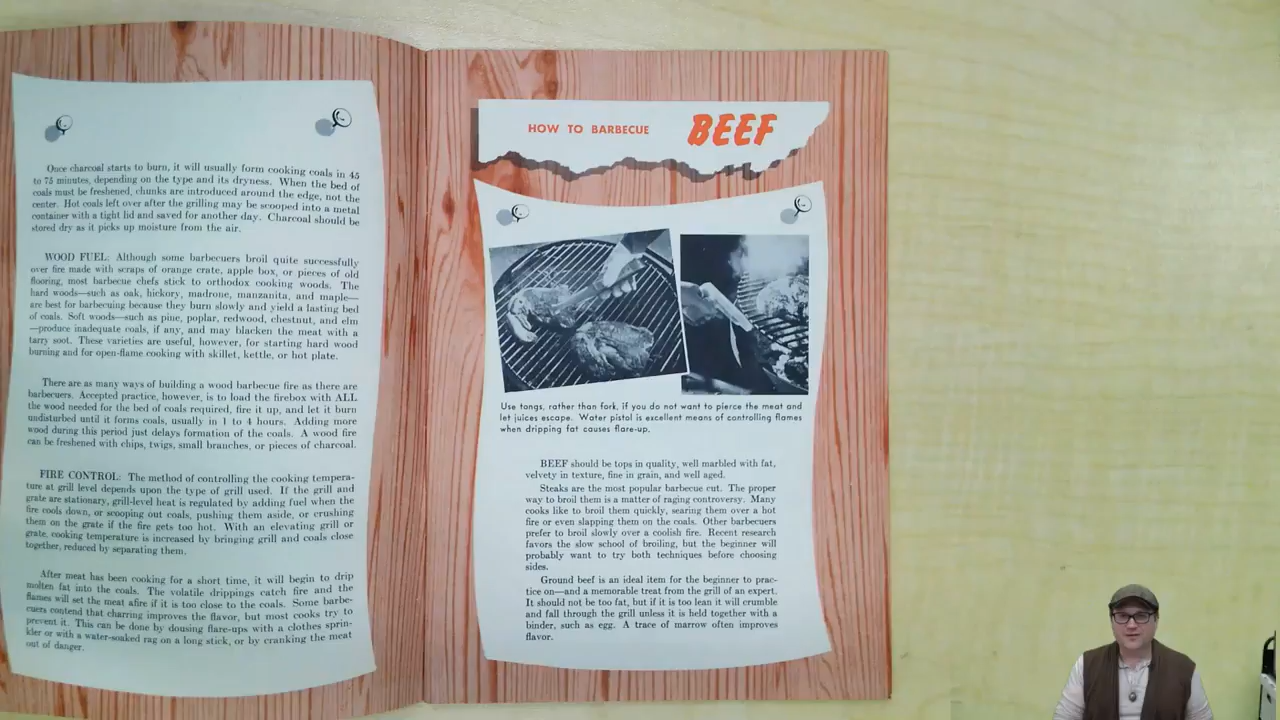 Once charcoal starts to burn, it will usually form cooking coals in 45
to 75 minutes, depending on the type and its dryness. When the bed of
coals must be freshened, chunks are introduced around the edge, not the
center. Hot coals left over after the grilling may be scooped into a metal
container with a tight lid and saved for another day. Charcoal should be
stored dry as it picks up moisture from the air.
WOOD FUEL: Although some barbecuers broil quite successfully
over fire made with scraps of orange crate, apple box, or pieces of old
flooring, most barbecue chefs stick to orthodox cooking woods. The
hard woods—such as oak, hickory, madrone, manzanita, and maple—
are best for barbecuing because they burn slowly and yield a lasting bed
of coals. Soft woods—such as pine, poplar, redwood, chestnut, and elm
—produce inadequate coals, if any, and may blacken the meat with a
tarry soot. These varieties are useful, however, for starting hard wood
burning and for open-flame cooking with skillet, kettle, or hot plate.
There are as many ways of building a wood barbecue fire as there are
barbecuers. Accepted practice, however, is to load the firebox with ALL
the wood needed for the bed of coals required, fire it up, and let it burn
undisturbed until it forms coals, usually in 1 to 4 hours. Adding more
wood during this period just delays formation of the coals. A wood fire
can be freshened with chips, twigs, small branches, or pieces of charcoal.
FIRE CONTROL: The method of controlling the cooking tempera-
ture at grill level depends upon the type of grill used. If the grill and
grate are stationary, grill-level heat is regulated by adding fuel when the
fire cools down, or scooping out coals, pushing them aside, or crushing
them on the grate if the fire gets too hot. With an elevating grill or
grate, cooking temperature is increased by bringing grill and coals close
together, reduced by separating them.
After meat has been cooking for a short time, it will begin to drip
molten fat into the coals. The volatile drippings catch fire and the
flames will set the meat afire if it is too close to the coals. Some barbe-
cuers contend that charring improves the flavor, but most cooks try to
prevent it. This can be done by dousing flare-ups with a clothes sprin-
kler or with a water-soaked rag on a long stick, or by cranking the meat
out of danger.
HOW TO BARBECUE BEEF
Use tongs, rather than fork, if you do not want to pierce the meat and
let juices escape. Water pistol is excellent means of controlling flames
when dripping fat causes flare-up.
BEEF should be tops in quality, well marbled with fat,
velvety in texture, fine in grain, and well aged.
Steaks are the most popular barbecue cut. The proper
way to broil them is a matter of raging controversy. Many
cooks like to broil them quickly, searing them over a hot
fire or even slapping them on the coals. Other barbecuers
prefer to broil slowly over a coolish fire. Recent research
favors the slow school of broiling, but the beginner will
probably want to try both techniques before choosing
sides.
Ground beef is an ideal item for the beginner to prac-
tice on—and a memorable treat from the grill of an expert.
It should not be too fat, but if it is too lean it will crumble
and fall through the grill unless it is held together with a
binder, such as egg. A trace of marrow often improves
flavor.